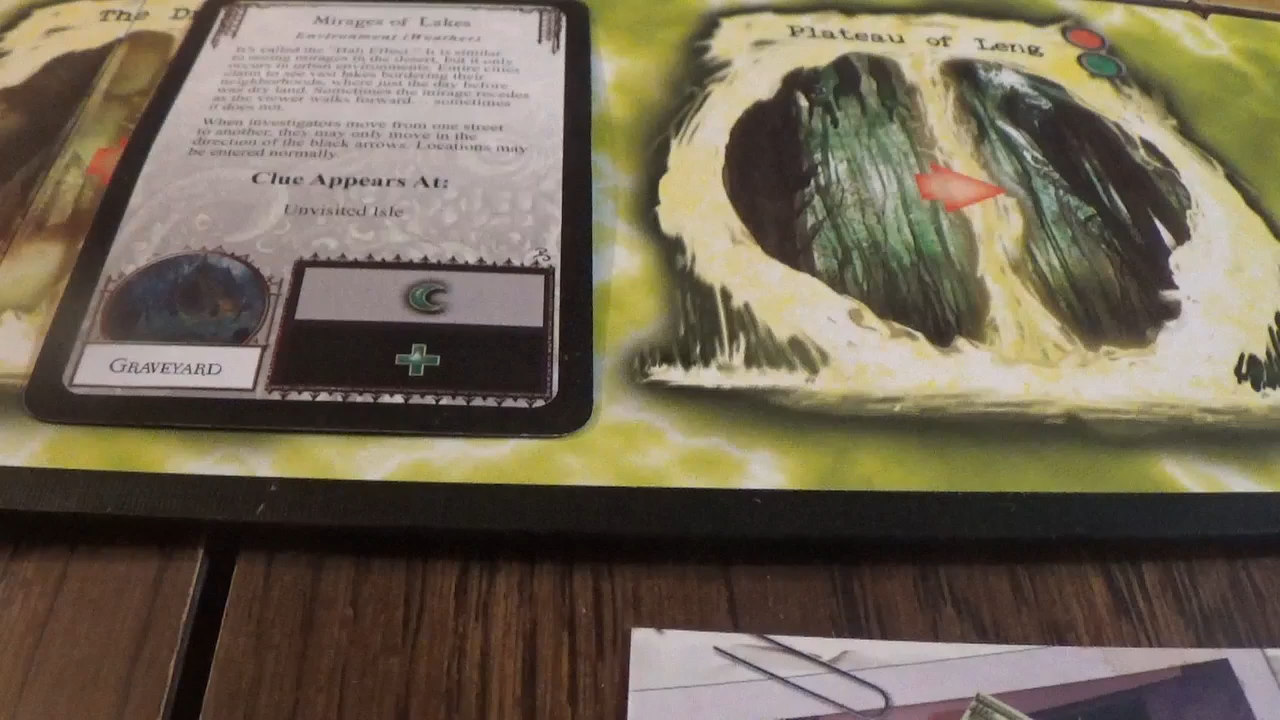 The D
Mirages of Lakes
Environment (Weather)
It's called the "Hali Effect." It is similar
to seeing mirages in the desert, but it only
occurs in urban environments. Entire cities
claim to see vast lakes bordering their
neighborhoods, where just the day before
was dry land. Sometimes the mirage recedes
as the viewer walks forward — sometimes
it does not.
When investigators move from one street
to another, they may only move in the
direction of the black arrows. Locations may
be entered normally.
Clue Appears At:
Unvisited Isle
GRAVEYARD
Plateau of Leng